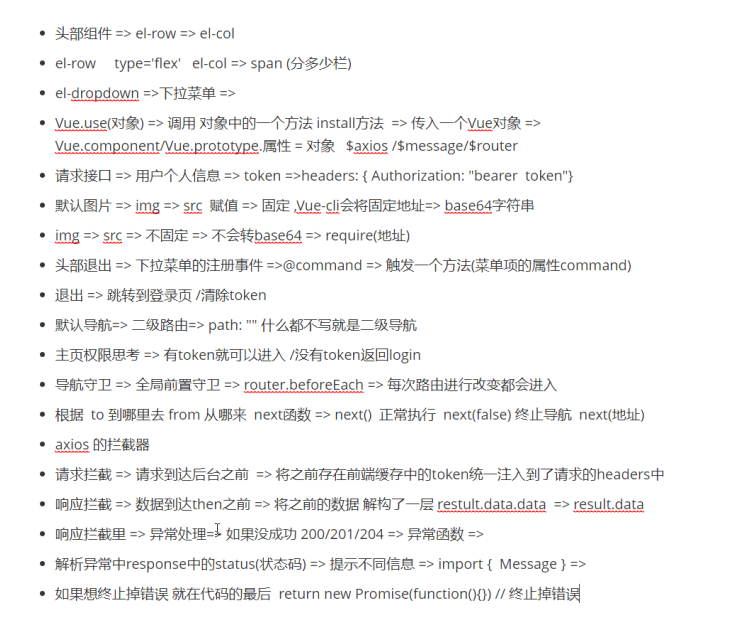 头部组件 => el-row => el-col
el-row type='flex' el-col => span (分多少栏)
el-dropdown =>下拉菜单 =>
Vue.use(对象) => 调用 对象中的一个方法 install方法 => 传入一个Vue对象 =>
Vue.component/Vue.prototype.属性 = 对象 $axios /$message/$router
请求接口 => 用户个人信息 => token =>headers: { Authorization: "bearer token"}
默认图片 => img => src 赋值 => 固定 ,Vue-cli会将固定地址=> base64字符串
img => src => 不固定 => 不会转base64 => require(地址)
头部退出 => 下拉菜单的注册事件 =>@command => 触发一个方法(菜单项的属性command)
退出 => 跳转到登录页 /清除token
默认导航=> 二级路由=> path: "" 什么都不写就是二级导航
主页权限思考 => 有token就可以进入 /没有token返回login
导航守卫 => 全局前置守卫 => router.beforeEach => 每次路由进行改变都会进入
根据 to 到哪里去 from 从哪来 next函数 => next() 正常执行 next(false) 终止导航 next(地址)
axios 的拦截器
请求拦截 => 请求到达后台之前 => 将之前存在前端缓存中的token统一注入到了请求的headers中
响应拦截 => 数据到达then之前 => 将之前的数据 解构了一层 restult.data.data => result.data
响应拦截里 => 异常处理=> 如果没成功 200/201/204 => 异常函数 =>
解析异常中response中的status(状态码) => 提示不同信息 => import { Message } =>
如果想终止掉错误 就在代码的最后 return new Promise(function(){}) // 终止掉错误